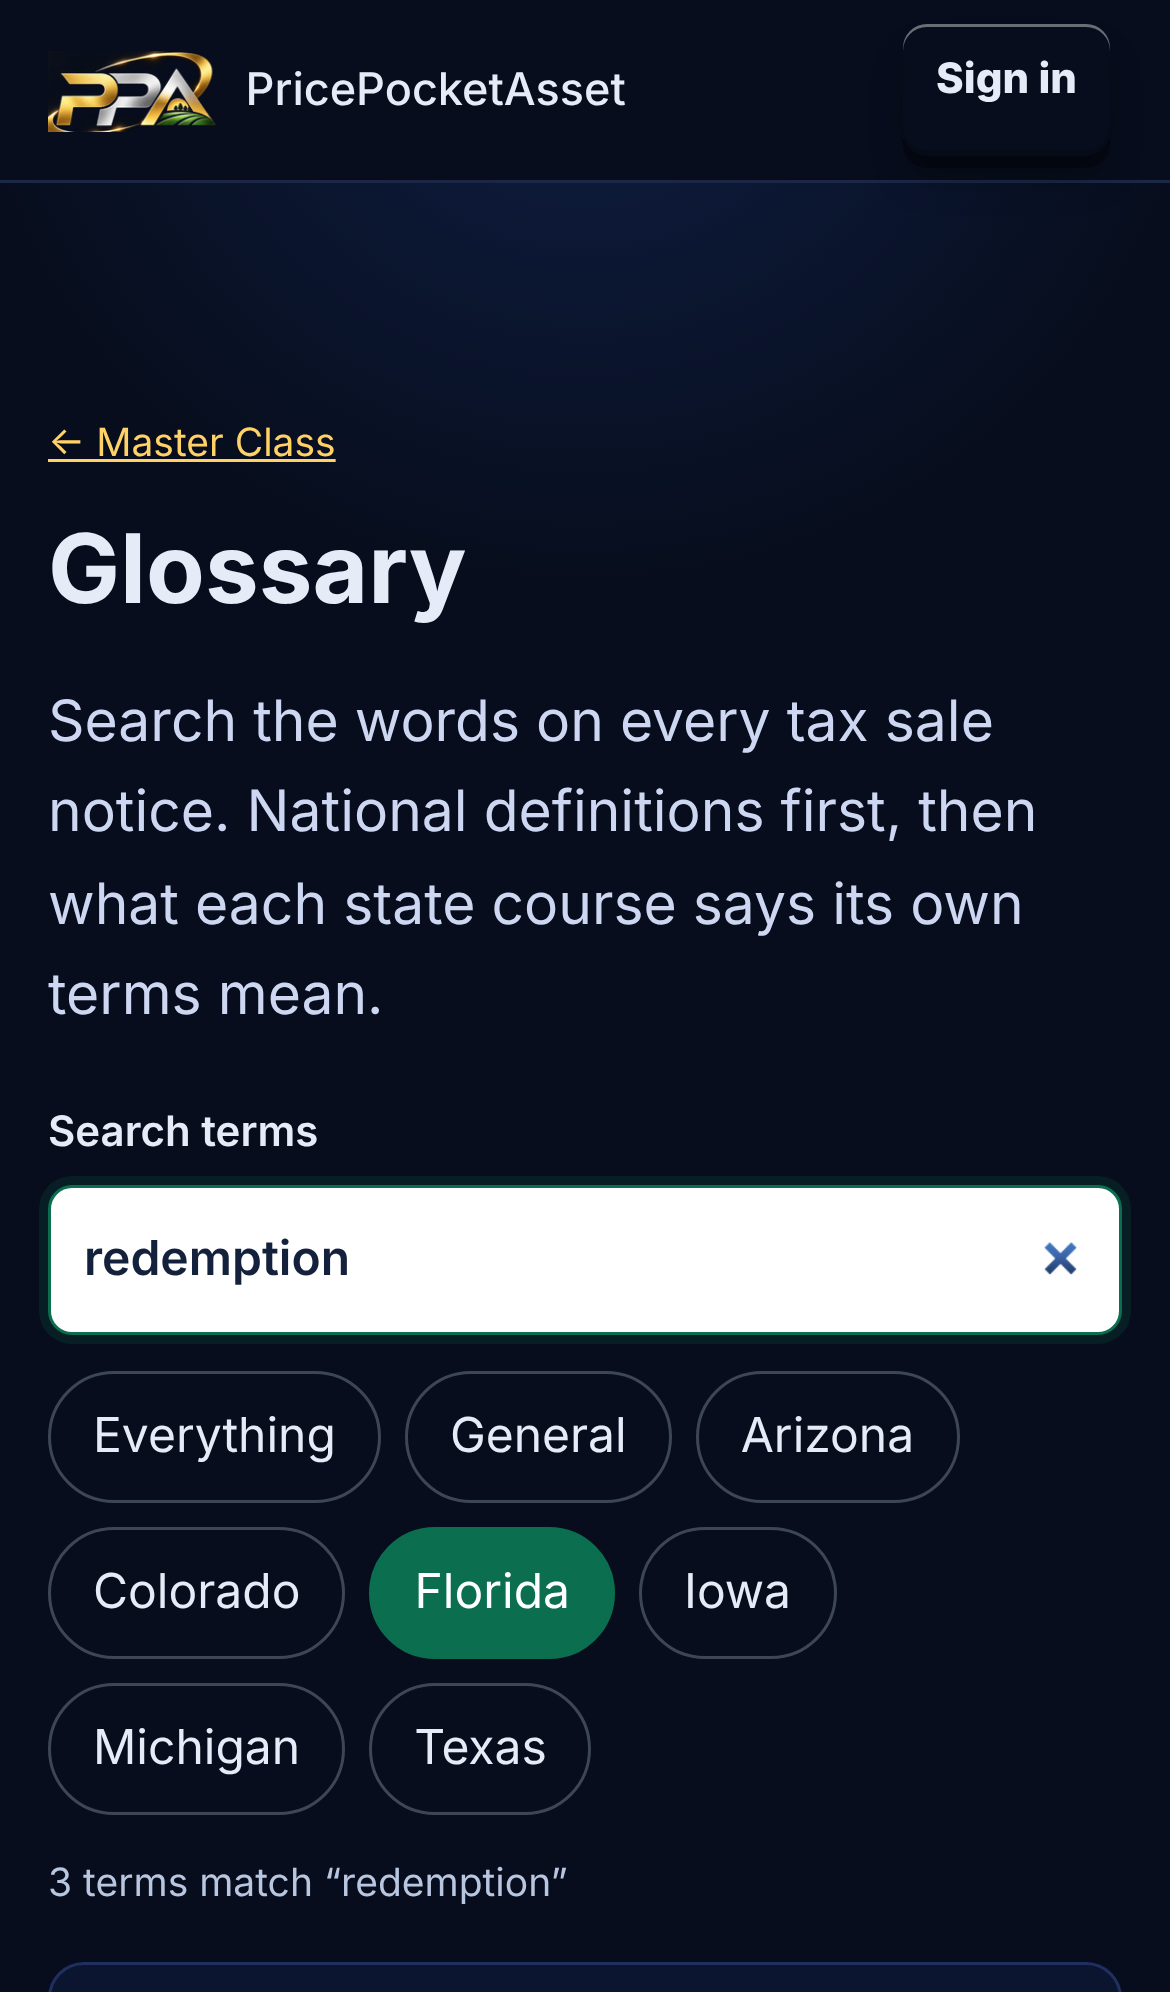 PPA
PricePocketAsset
Sign in
← Master Class
Glossary
Search the words on every tax sale
notice. National definitions first, then
what each state course says its own
terms mean.
Search terms
redemption
Everything
General
Arizona
Colorado
Florida
Iowa
Michigan
Texas
3 terms match “redemption”